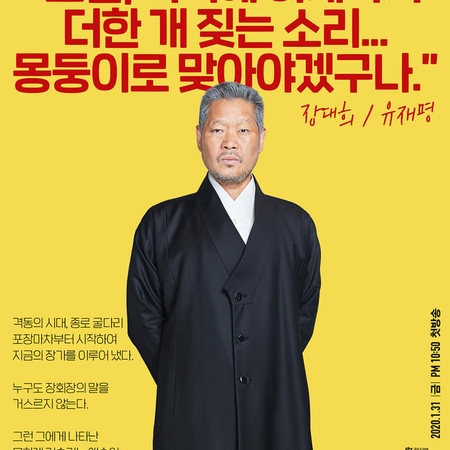 더한 개 짖는 소리...
몽둥이로 맞아야겠구나."
장대희 / 유재명
격동의 시대, 종로 굴다리
포장마차부터 시작하여
지금의 장가를 이루어 냈다.
누구도 장회장의 말을
거스르지 않는다.
그런 그에게 나타난
2020.1.31 |금| PM 10:50 첫방송